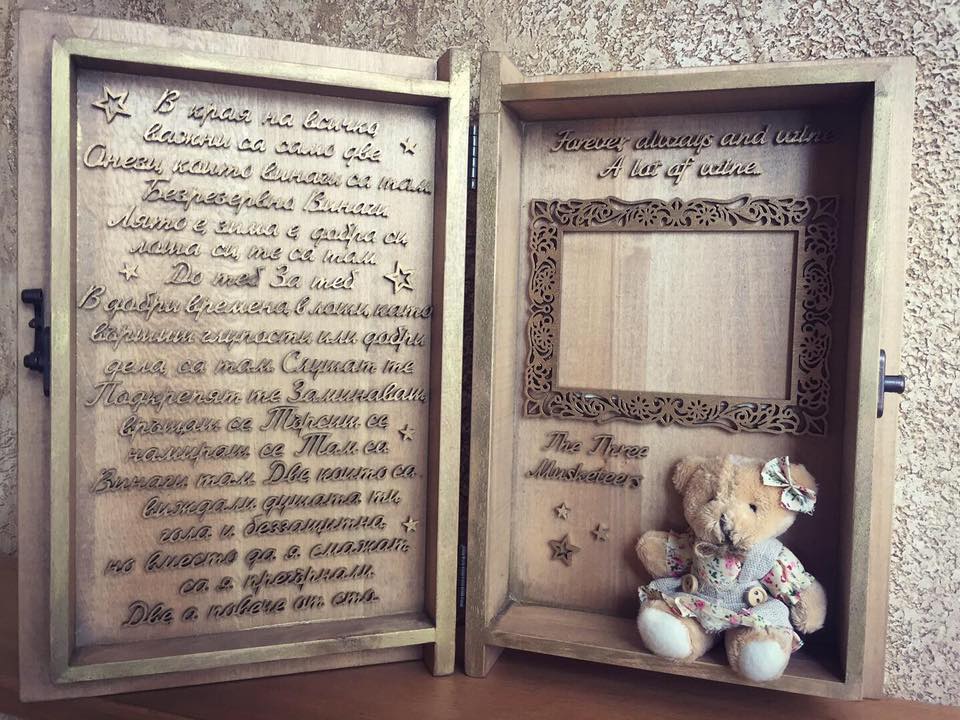 В края на всичко
важни са само две
Онези, които винаги са там.
Безрезервно Винаги
Лято е, зима е, добра си,
лоша си, те са там.
До теб За теб
В добри времена, в лоши, като
вършиш глупости или добри
дела, са там. Слушат те
Подкрепят те Заминаваш,
връщаш се Търсиш се
намираш се Там са
Винаги там. Две които са
виждали душата ти
гола и беззащитна,
но вместо да я смажат,
са я прегърнали.
Две а повече от сто.
Forever always and wine
A lot of wine.
The Three
Musketeers